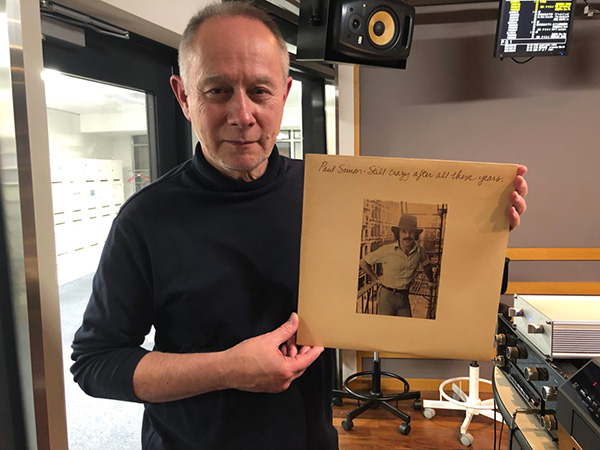 Paul Simon · Still crazy after all these years.